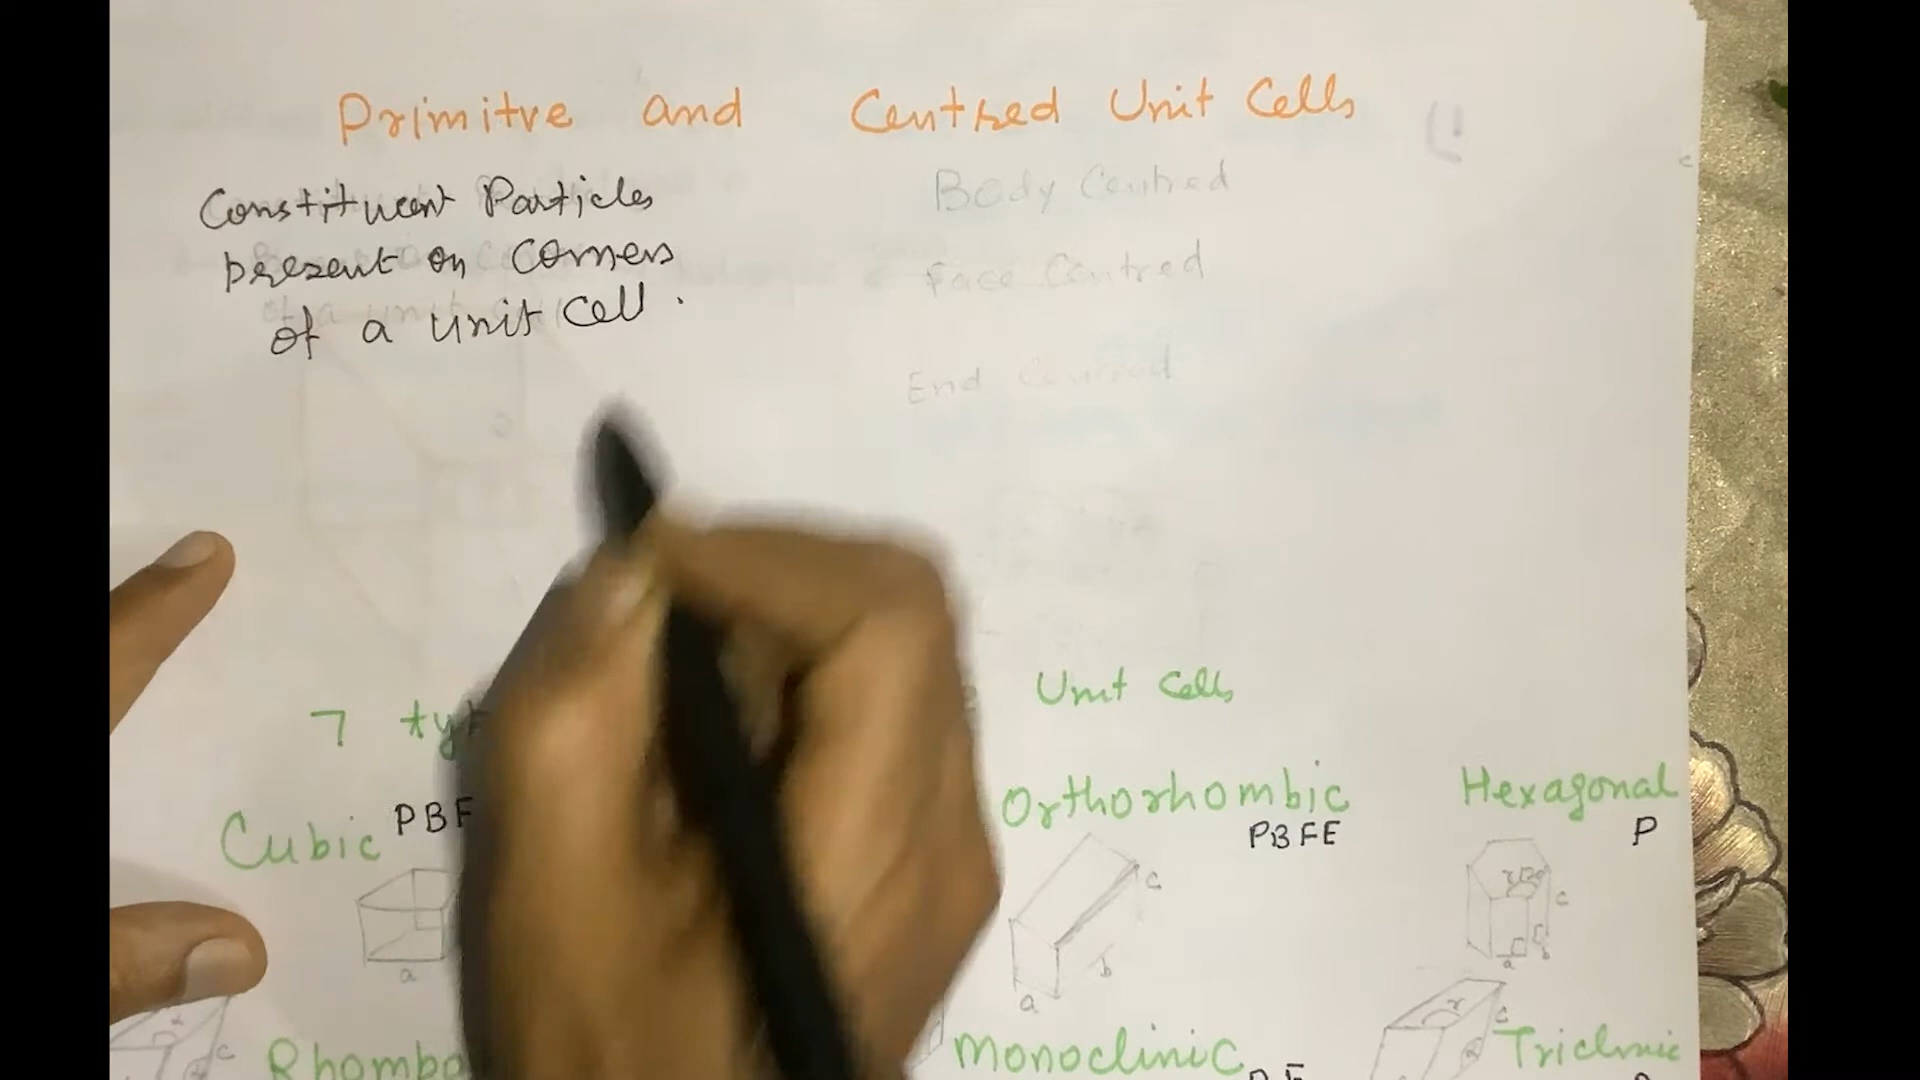 Primitve and Centred Unit Cells
Constituent Particles
present on corners
of a unit cell.
Body Centred
Face Centred
End Centred
7 Unit Cells
Cubic PBF
a
Orthorhombic
PBFE
c
b
a
Hexagonal
P
c
a
Monoclinic
Triclinic
c
c